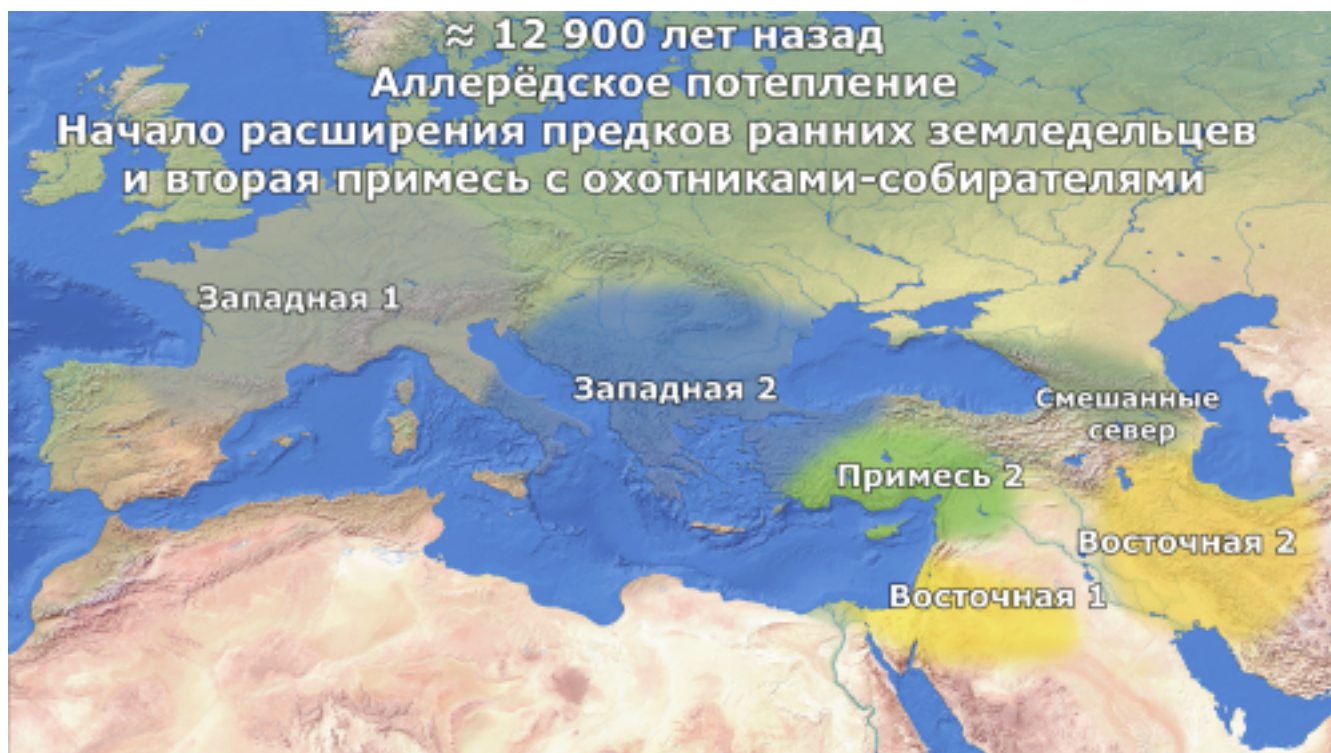 ≈ 12 900 лет назад
Аллерёдское потепление
Начало расширения предков ранних земледельцев
и вторая примесь с охотниками-собирателями
Западная 1
Западная 2
Смешанные
север
Примесь 2
Восточная 2
Восточная 1